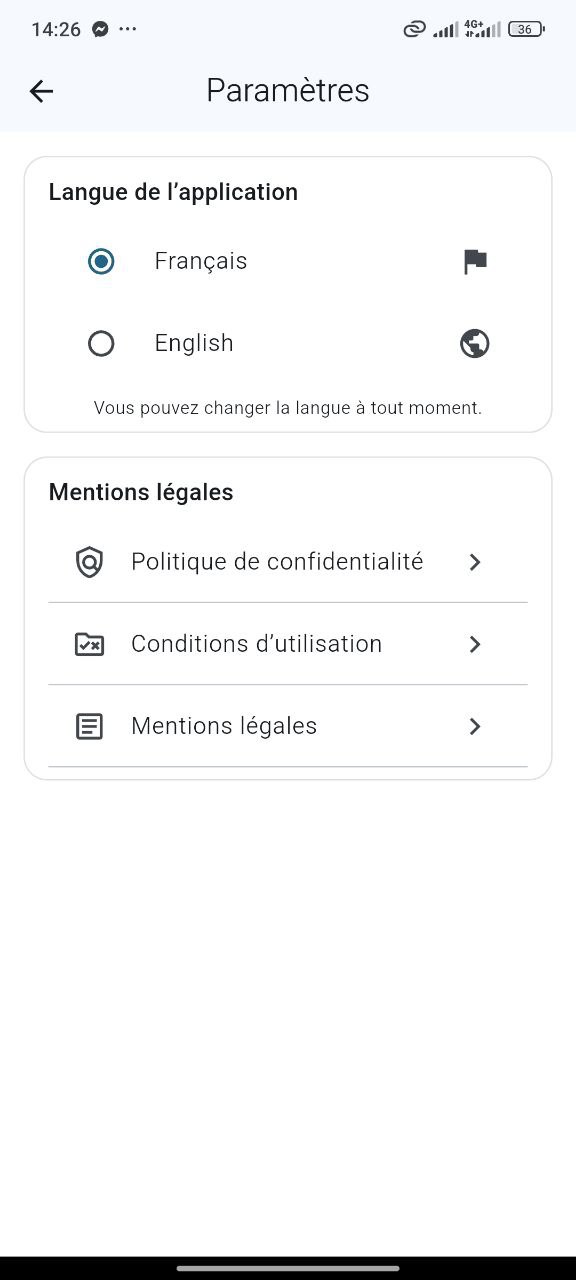 14:26
4G+
36
Paramètres
Langue de l’application
Français
English
Vous pouvez changer la langue à tout moment.
Mentions légales
Politique de confidentialité
Conditions d’utilisation
Mentions légales